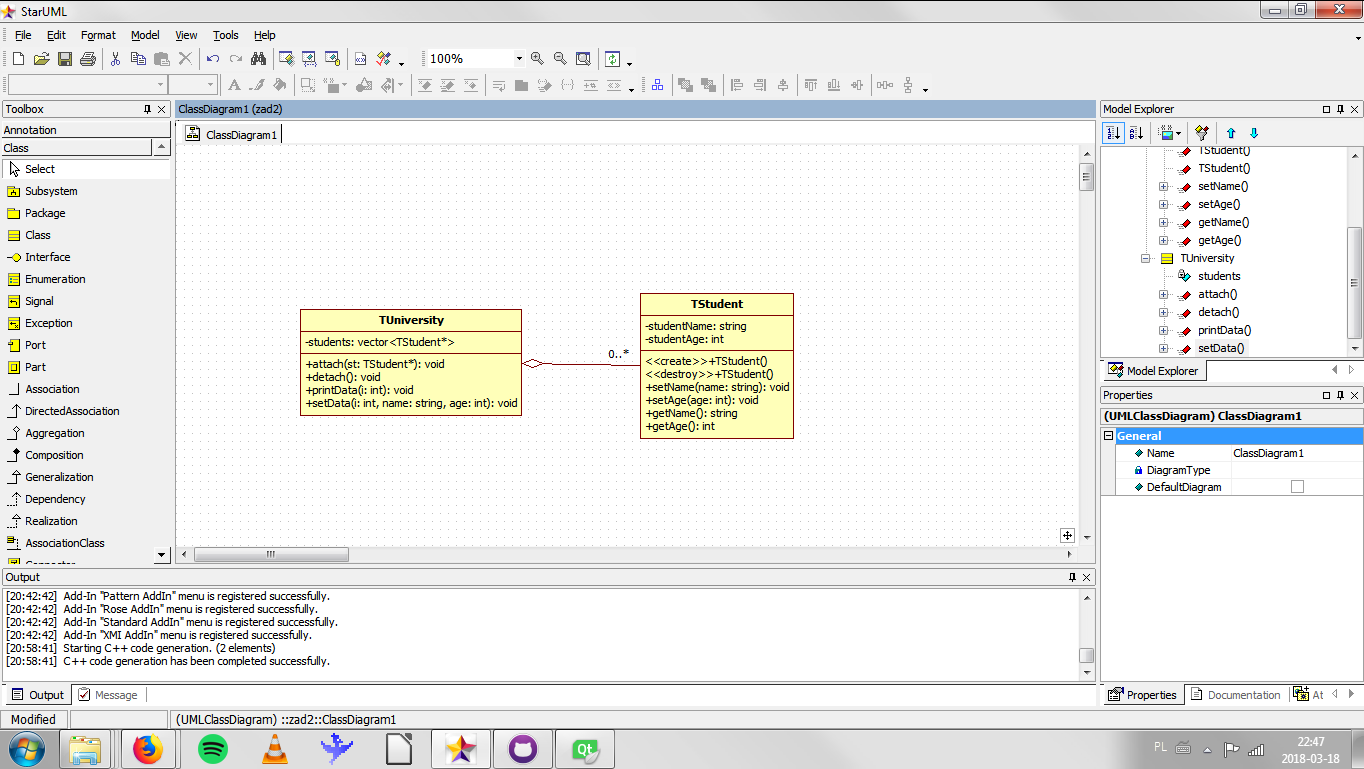 StarUML
File Edit Format Model View Tools Help
100%
Toolbox
Annotation
Class
Select
Subsystem
Package
Class
Interface
Enumeration
Signal
Exception
Port
Part
Association
DirectedAssociation
Aggregation
Composition
Generalization
Dependency
Realization
AssociationClass
ClassDiagram1 (zad2)
ClassDiagram1
TUniversity
-students: vector<TStudent*>
+attach(st: TStudent*): void
+detach(): void
+printData(i: int): void
+setData(i: int, name: string, age: int): void
0..*
TStudent
-studentName: string
-studentAge: int
<<create>>+TStudent()
<<destroy>>+TStudent()
+setName(name: string): void
+setAge(age: int): void
+getName(): string
+getAge(): int
Model Explorer
TStudent()
TStudent()
setName()
setAge()
getName()
getAge()
TUniversity
students
attach()
detach()
printData()
setData()
Model Explorer
Properties
(UMLClassDiagram) ClassDiagram1
General
Name ClassDiagram1
DiagramType
DefaultDiagram
Properties Documentation At
Output
[20:42:42] Add-In "Pattern AddIn" menu is registered successfully.
[20:42:42] Add-In "Rose AddIn" menu is registered successfully.
[20:42:42] Add-In "Standard AddIn" menu is registered successfully.
[20:42:42] Add-In "XMI AddIn" menu is registered successfully.
[20:58:41] Starting C++ code generation. (2 elements)
[20:58:41] C++ code generation has been completed successfully.
Output Message
Modified (UMLClassDiagram) ::zad2::ClassDiagram1
Qt
PL
22:47
2018-03-18